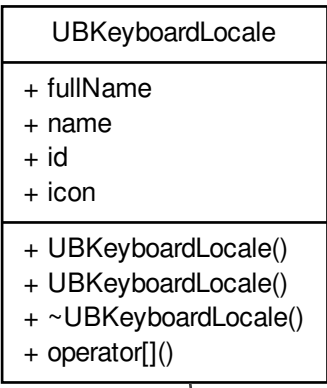 UBKeyboardLocale
+ fullName
+ name
+ id
+ icon
+ UBKeyboardLocale()
+ UBKeyboardLocale()
+ ~UBKeyboardLocale()
+ operator[]()